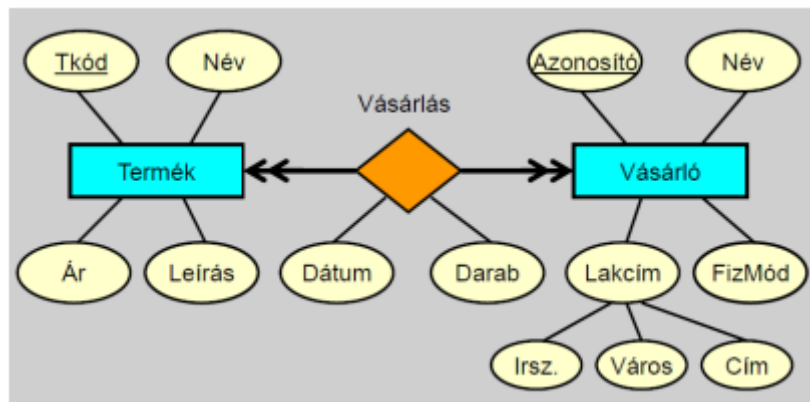 Tkód
Név
Azonosító
Név
Vásárlás
Termék
Vásárló
Ár
Leírás
Dátum
Darab
Lakcím
FizMód
Irsz.
Város
Cím